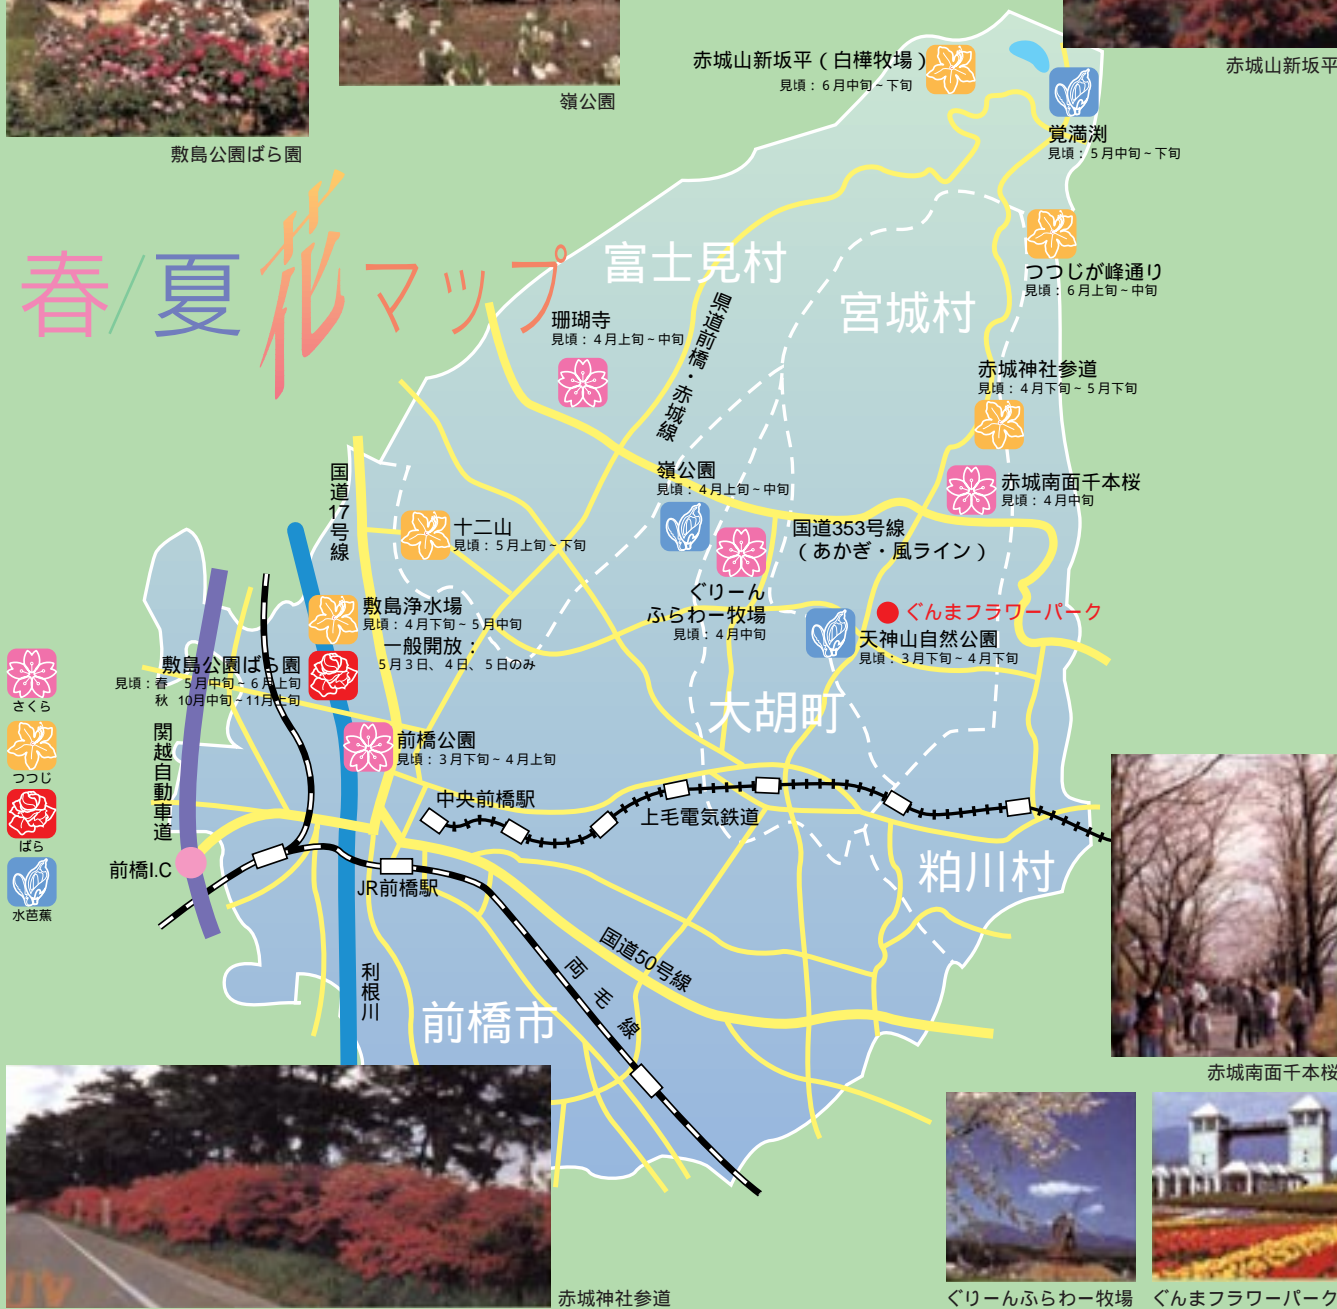 敷島公園ばら園
嶺公園
赤城山新坂平
春/夏花マップ
赤城山新坂平(白樺牧場)
見頃:6月中旬~下旬
覚満渕
見頃:5月中旬~下旬
つつじが峰通り
見頃:6月上旬~中旬
富士見村
宮城村
珊瑚寺
見頃:4月上旬~中旬
県道前橋・赤城線
赤城神社参道
見頃:4月下旬~5月下旬
赤城南面千本桜
見頃:4月中旬
嶺公園
見頃:4月上旬~中旬
国道353号線
(あかぎ・風ライン)
国道17号線
十二山
見頃:5月上旬~下旬
ぐりーん
ふらわー牧場
見頃:4月中旬
ぐんまフラワーパーク
天神山自然公園
見頃:3月下旬~4月下旬
敷島浄水場
見頃:4月下旬~5月中旬
一般開放:
5月3日、4日、5日のみ
敷島公園ばら園
見頃:春 5月中旬~6月上旬
秋 10月中旬~11月上旬
さくら
つつじ
ばら
水芭蕉
関越自動車道
前橋公園
見頃:3月下旬~4月上旬
大胡町
中央前橋駅
上毛電気鉄道
前橋I.C
JR前橋駅
粕川村
国道50号線
両毛線
利根川
前橋市
赤城南面千本桜
赤城神社参道
ぐりーんふらわー牧場
ぐんまフラワーパーク